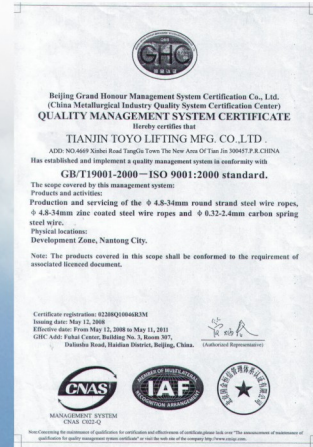 GHC
Beijing Grand Honour Management System Certification Co., Ltd.
(China Metallurgical Industry Quality System Certification Center)
QUALITY MANAGEMENT SYSTEM CERTIFICATE
Hereby certifies that
TIANJIN TOYO LIFTING MFG. CO.,LTD
ADD: NO.4669 Xinbei Road TangGu Town The New Area Of Tian Jin 300457.P.R.CHINA
Has established and implement a quality management system in conformity with
GB/T19001-2000—ISO 9001:2000 standard.
The scope covered by this management system:
Products and activities:
Production and servicing of the φ 4.8-34mm round strand steel wire ropes,
φ 4.8-34mm zinc coated steel wire ropes and φ 0.32-2.4mm carbon spring
steel wire.
Physical locations:
Development Zone, Nantong City.
Note: The products covered in this scope shall be conformed to the requirement of
associated licenced document.
Certificate registration: 02208Q10046R3M
Issuing date: May 12, 2008
Effective date: From May 12, 2008 to May 11, 2011
GHC Add: Fuhai Center, Building No. 3, Room 307,
Daliushu Road, Haidian District, Beijing, China.
(Authorized Representative)
CNAS
MANAGEMENT SYSTEM
CNAS C022-Q
MEMBER OF MULTILATERAL
IAF
RECOGNITION ARRANGEMENT